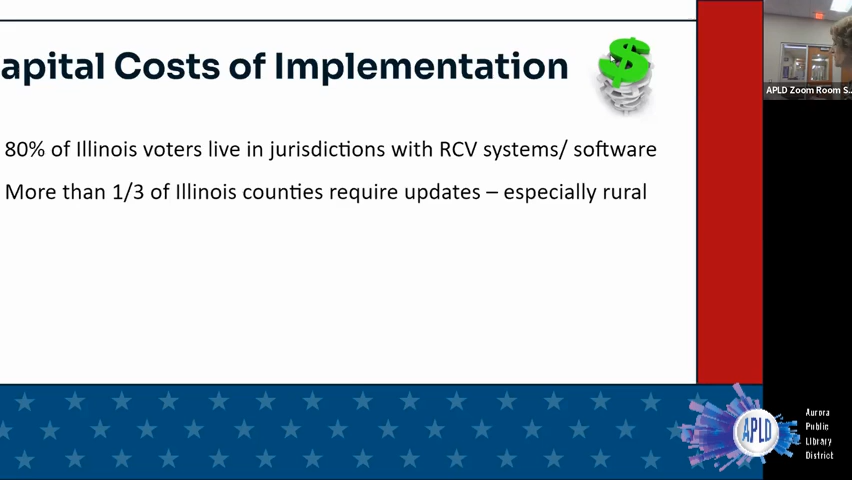 apital Costs of Implementation
80% of Illinois voters live in jurisdictions with RCV systems/ software
More than 1/3 of Illinois counties require updates – especially rural
APLD Zoom Room S...
APLD
Aurora
Public
Library
District